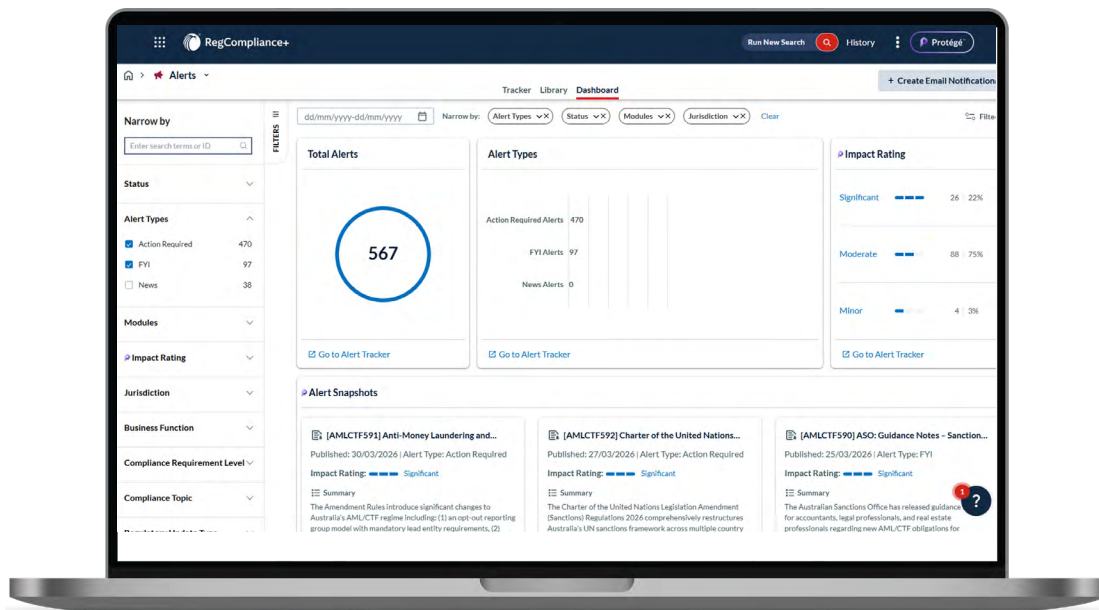 RegCompliance+
Run New Search
History
Protégé
Alerts
+ Create Email Notification
Tracker Library Dashboard
Narrow by
Enter search terms or ID
FILTERS
dd/mm/yyyy-dd/mm/yyyy
Narrow by: Alert Types Status Modules Jurisdiction Clear
Filte
Status
Alert Types
Action Required 470
FYI 97
News 38
Modules
Impact Rating
Jurisdiction
Business Function
Compliance Requirement Level
Compliance Topic
Total Alerts
567
Go to Alert Tracker
Alert Types
Action Required Alerts 470
FYI Alerts 97
News Alerts 0
Go to Alert Tracker
Impact Rating
Significant 26 22%
Moderate 88 75%
Minor 4 3%
Go to Alert Tracker
Alert Snapshots
[AMLCTF591] Anti-Money Laundering and...
Published: 30/03/2026 | Alert Type: Action Required
Impact Rating: Significant
Summary
The Amendment Rules introduce significant changes to
Australia's AML/CTF regime including: (1) an opt-out reporting
group model with mandatory lead entity requirements, (2)
[AMLCTF592] Charter of the United Nations...
Published: 27/03/2026 | Alert Type: Action Required
Impact Rating: Significant
Summary
The Charter of the United Nations Legislation Amendment
(Sanctions) Regulations 2026 comprehensively restructures
Australia's UN sanctions framework across multiple country
[AMLCTF590] ASO: Guidance Notes – Sanction...
Published: 25/03/2026 | Alert Type: FYI
Impact Rating: Significant
Summary
The Australian Sanctions Office has released guidance
for accountants, legal professionals, and real estate
professionals regarding new AML/CTF obligations for
1
?